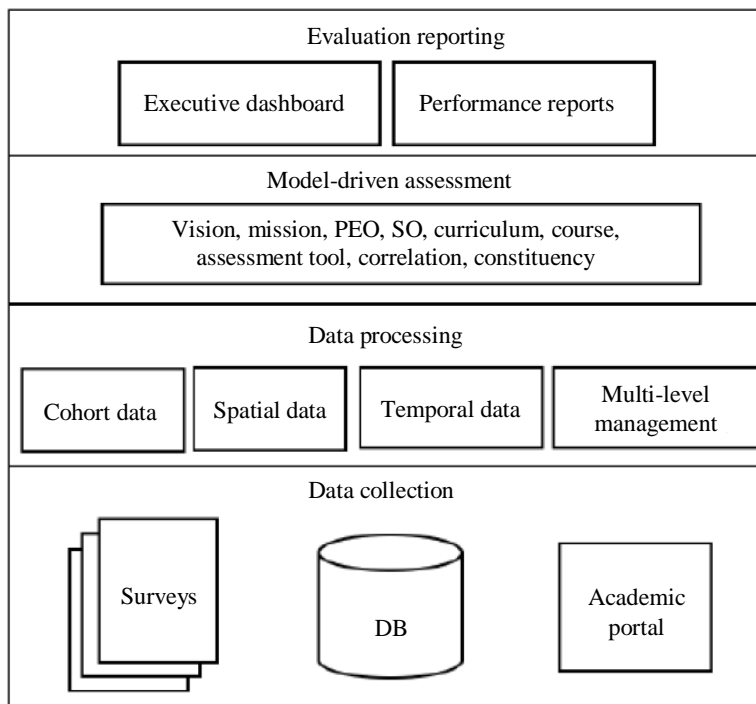 Evaluation reporting
Executive dashboard
Performance reports
Model-driven assessment
Vision, mission, PEO, SO, curriculum, course,
assessment tool, correlation, constituency
Data processing
Cohort data
Spatial data
Temporal data
Multi-level
management
Data collection
Surveys
DB
Academic
portal